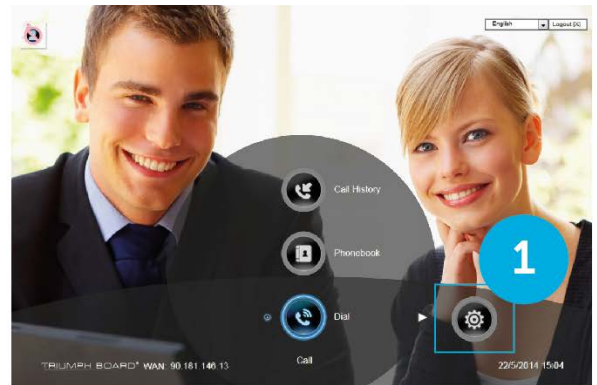 English Logout [X]
Call History
Phonebook
Dial
Call
1
TRIUMPH BOARD® WAN: 90.181.146.13
22/5/2014 15:04